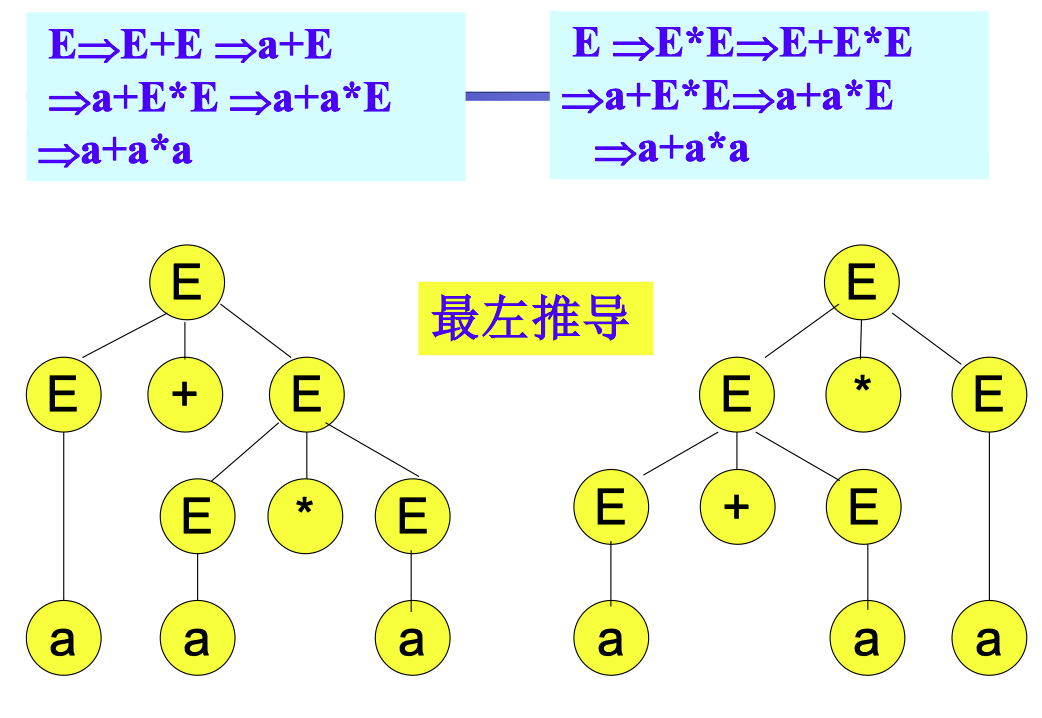 E⇒E+E ⇒a+E
⇒a+E*E ⇒a+a*E
⇒a+a*a
E ⇒E*E⇒E+E*E
⇒a+E*E⇒a+a*E
⇒a+a*a
最左推导
E
E + E
E * E
a a a
E
E * E
E + E
a a a